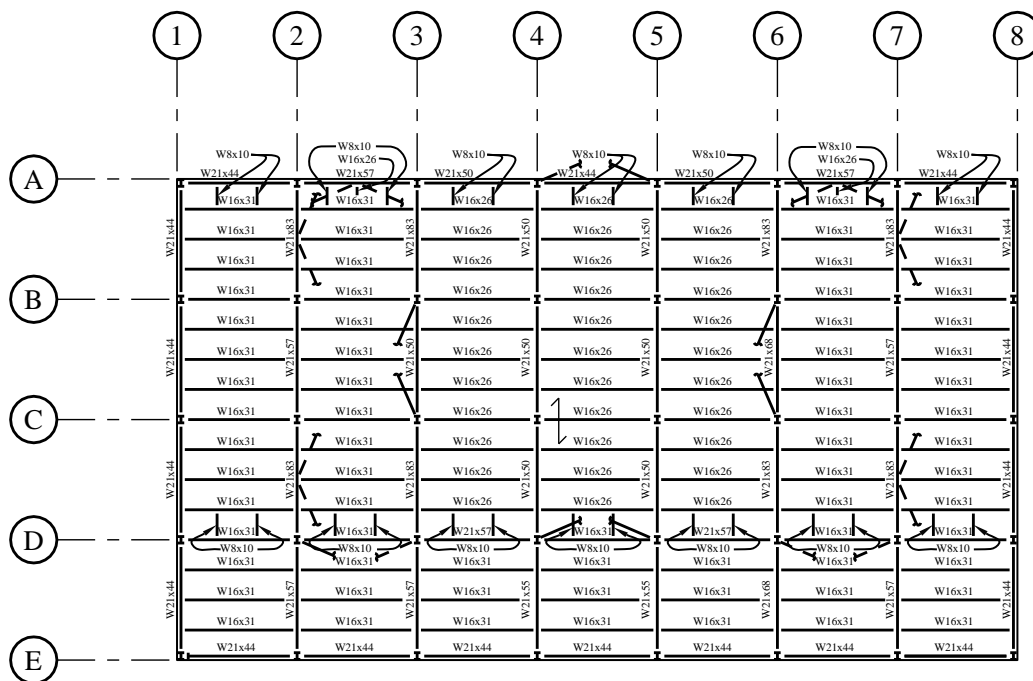 1 2 3 4 5 6 7 8
W8x10 W8x10 W8x10 W8x10 W8x10 W8x10 W8x10
W16x26 W16x26
A W21x44 W21x57 W21x50 W21x44 W21x50 W21x57 W21x44
W16x31 W16x31 W16x26 W16x26 W16x26 W16x31 W16x31
W16x31 W16x31 W16x26 W16x26 W16x26 W16x31 W16x31
W21x44 W21x83 W21x83 W21x50 W21x50 W21x83 W21x83 W21x44
W16x31 W16x31 W16x26 W16x26 W16x26 W16x31 W16x31
B W16x31 W16x31 W16x26 W16x26 W16x26 W16x31 W16x31
W16x31 W16x31 W16x26 W16x26 W16x26 W16x31 W16x31
W16x31 W16x31 W16x26 W16x26 W16x26 W16x31 W16x31
W21x44 W21x57 W21x50 W21x50 W21x50 W21x68 W21x57 W21x44
W16x31 W16x31 W16x26 W16x26 W16x26 W16x31 W16x31
C W16x31 W16x31 W16x26 W16x26 W16x26 W16x31 W16x31
W16x31 W16x31 W16x26 W16x26 W16x26 W16x31 W16x31
W16x31 W16x31 W16x26 W16x26 W16x26 W16x31 W16x31
W21x44 W21x83 W21x83 W21x50 W21x50 W21x83 W21x83 W21x44
W16x31 W16x31 W16x26 W16x26 W16x26 W16x31 W16x31
D W16x31 W16x31 W21x57 W16x31 W21x57 W16x31 W16x31
W8x10 W8x10 W8x10 W8x10 W8x10 W8x10 W8x10
W16x31 W16x31 W16x31 W16x31 W16x31 W16x31 W16x31
W16x31 W16x31 W16x31 W16x31 W16x31 W16x31 W16x31
W21x44 W21x57 W21x57 W21x55 W21x55 W21x68 W21x57 W21x44
W16x31 W16x31 W16x31 W16x31 W16x31 W16x31 W16x31
E W21x44 W21x44 W21x44 W21x44 W21x44 W21x44 W21x44